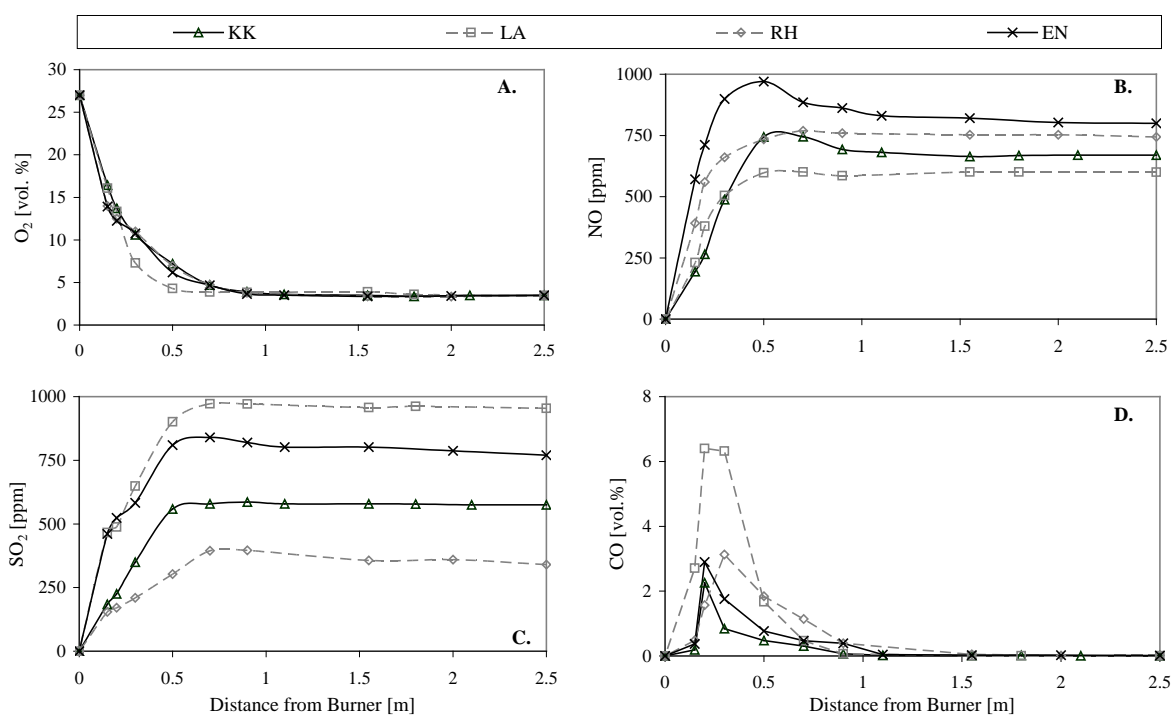 KK LA RH EN
A.
30
25
20
15
10
5
0
O2 [vol. %]
0 0.5 1 1.5 2 2.5
B.
1000
750
500
250
0
NO [ppm]
0 0.5 1 1.5 2 2.5
C.
1000
750
500
250
0
SO2 [ppm]
0 0.5 1 1.5 2 2.5
Distance from Burner [m]
D.
8
6
4
2
0
CO [vol.%]
0 0.5 1 1.5 2 2.5
Distance from Burner [m]